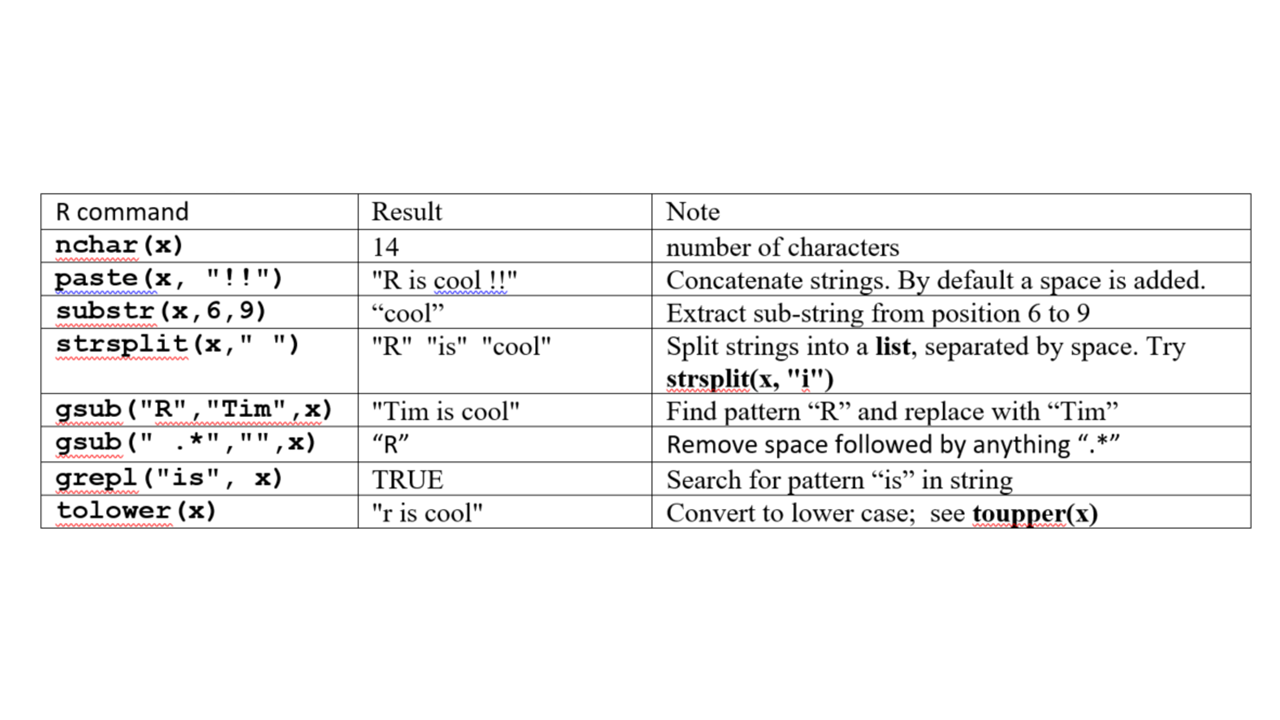 R command Result Note
nchar(x) 14 number of characters
paste(x, "!!") "R is cool !!" Concatenate strings. By default a space is added.
substr(x,6,9) “cool” Extract sub-string from position 6 to 9
strsplit(x," ") "R" "is" "cool" Split strings into a list, separated by space. Try
strsplit(x, "i")
gsub("R","Tim",x) "Tim is cool" Find pattern “R” and replace with “Tim”
gsub(" .*","",x) “R” Remove space followed by anything “.*”
grepl("is", x) TRUE Search for pattern “is” in string
tolower(x) "r is cool" Convert to lower case; see toupper(x)